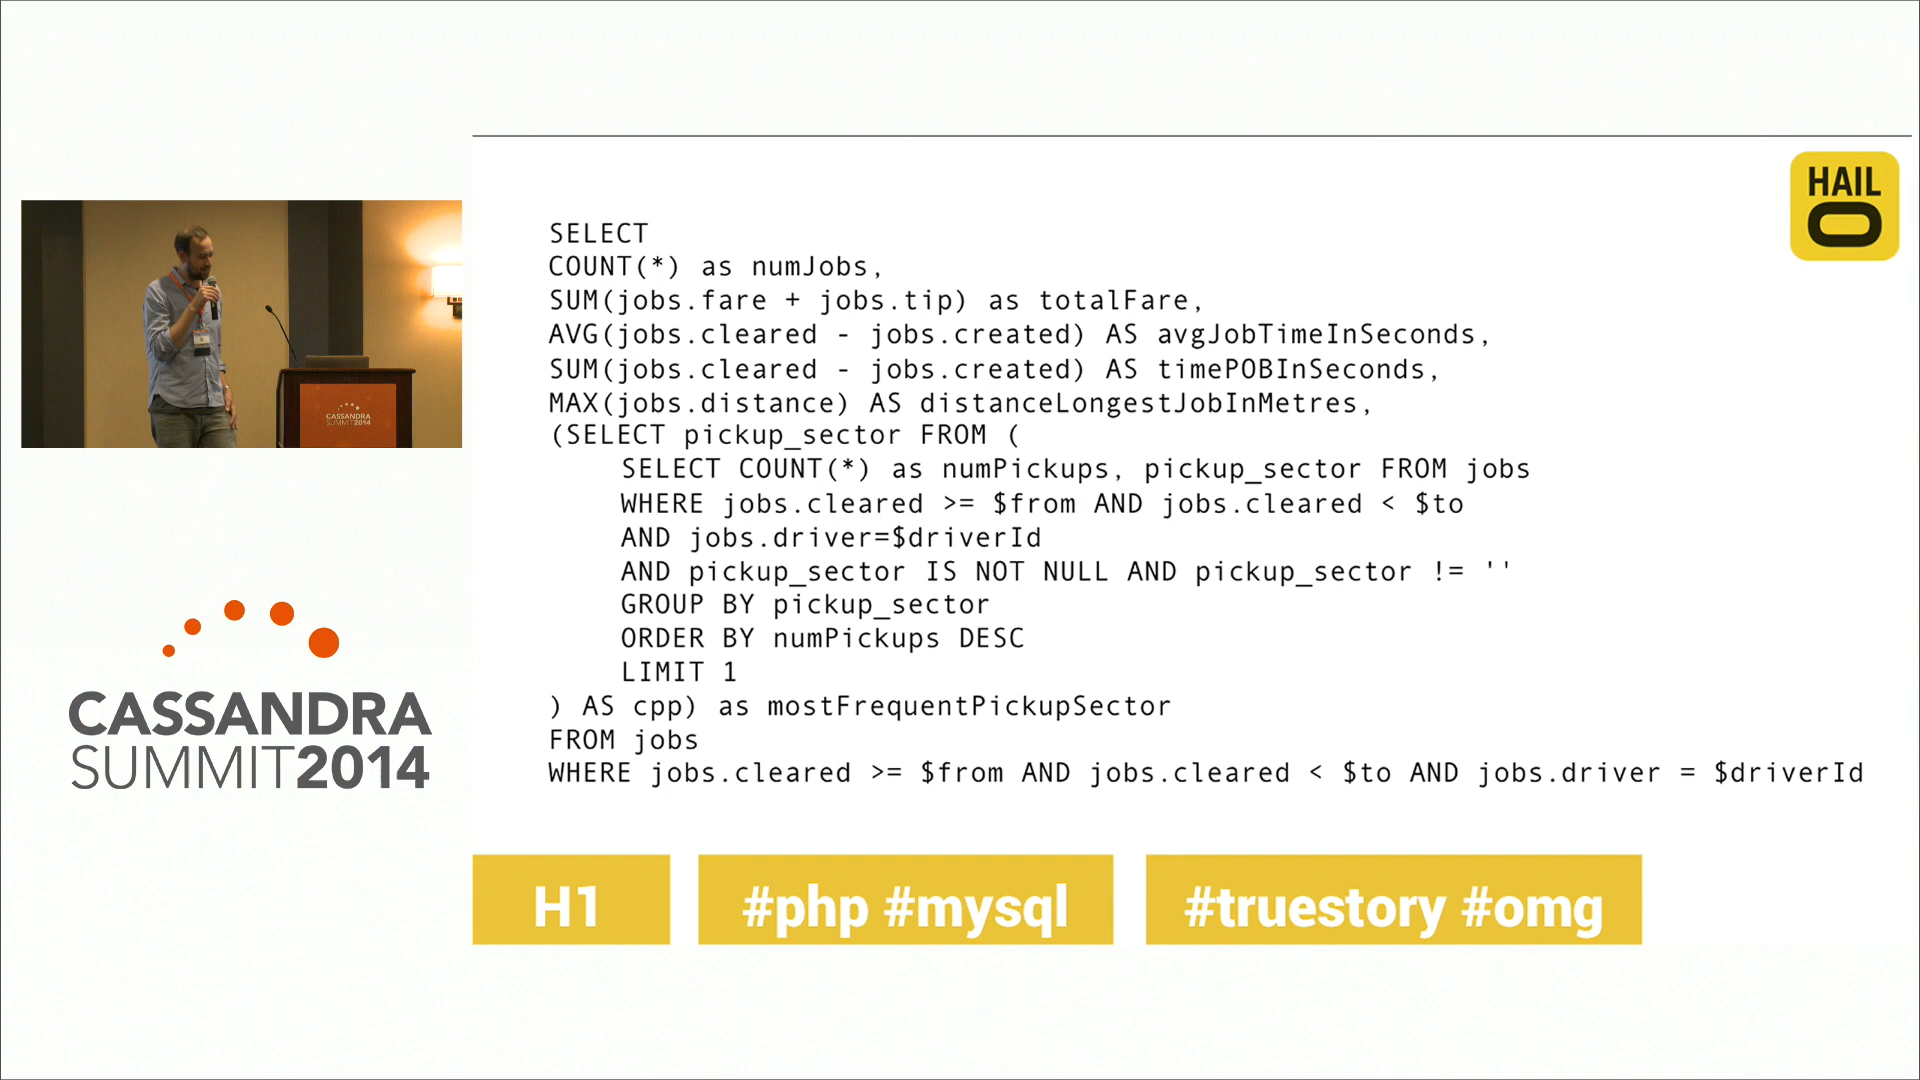 HAIL
O
SELECT
COUNT(*) as numJobs,
SUM(jobs.fare + jobs.tip) as totalFare,
AVG(jobs.cleared - jobs.created) AS avgJobTimeInSeconds,
SUM(jobs.cleared - jobs.created) AS timePOBInSeconds,
MAX(jobs.distance) AS distanceLongestJobInMetres,
(SELECT pickup_sector FROM (
SELECT COUNT(*) as numPickups, pickup_sector FROM jobs
WHERE jobs.cleared >= $from AND jobs.cleared < $to
AND jobs.driver=$driverId
AND pickup_sector IS NOT NULL AND pickup_sector != ''
GROUP BY pickup_sector
ORDER BY numPickups DESC
LIMIT 1
) AS cpp) as mostFrequentPickupSector
FROM jobs
WHERE jobs.cleared >= $from AND jobs.cleared < $to AND jobs.driver = $driverId
CASSANDRA
SUMMIT2014
CASSANDRA
SUMMIT2014
H1
#php #mysql
#truestory #omg